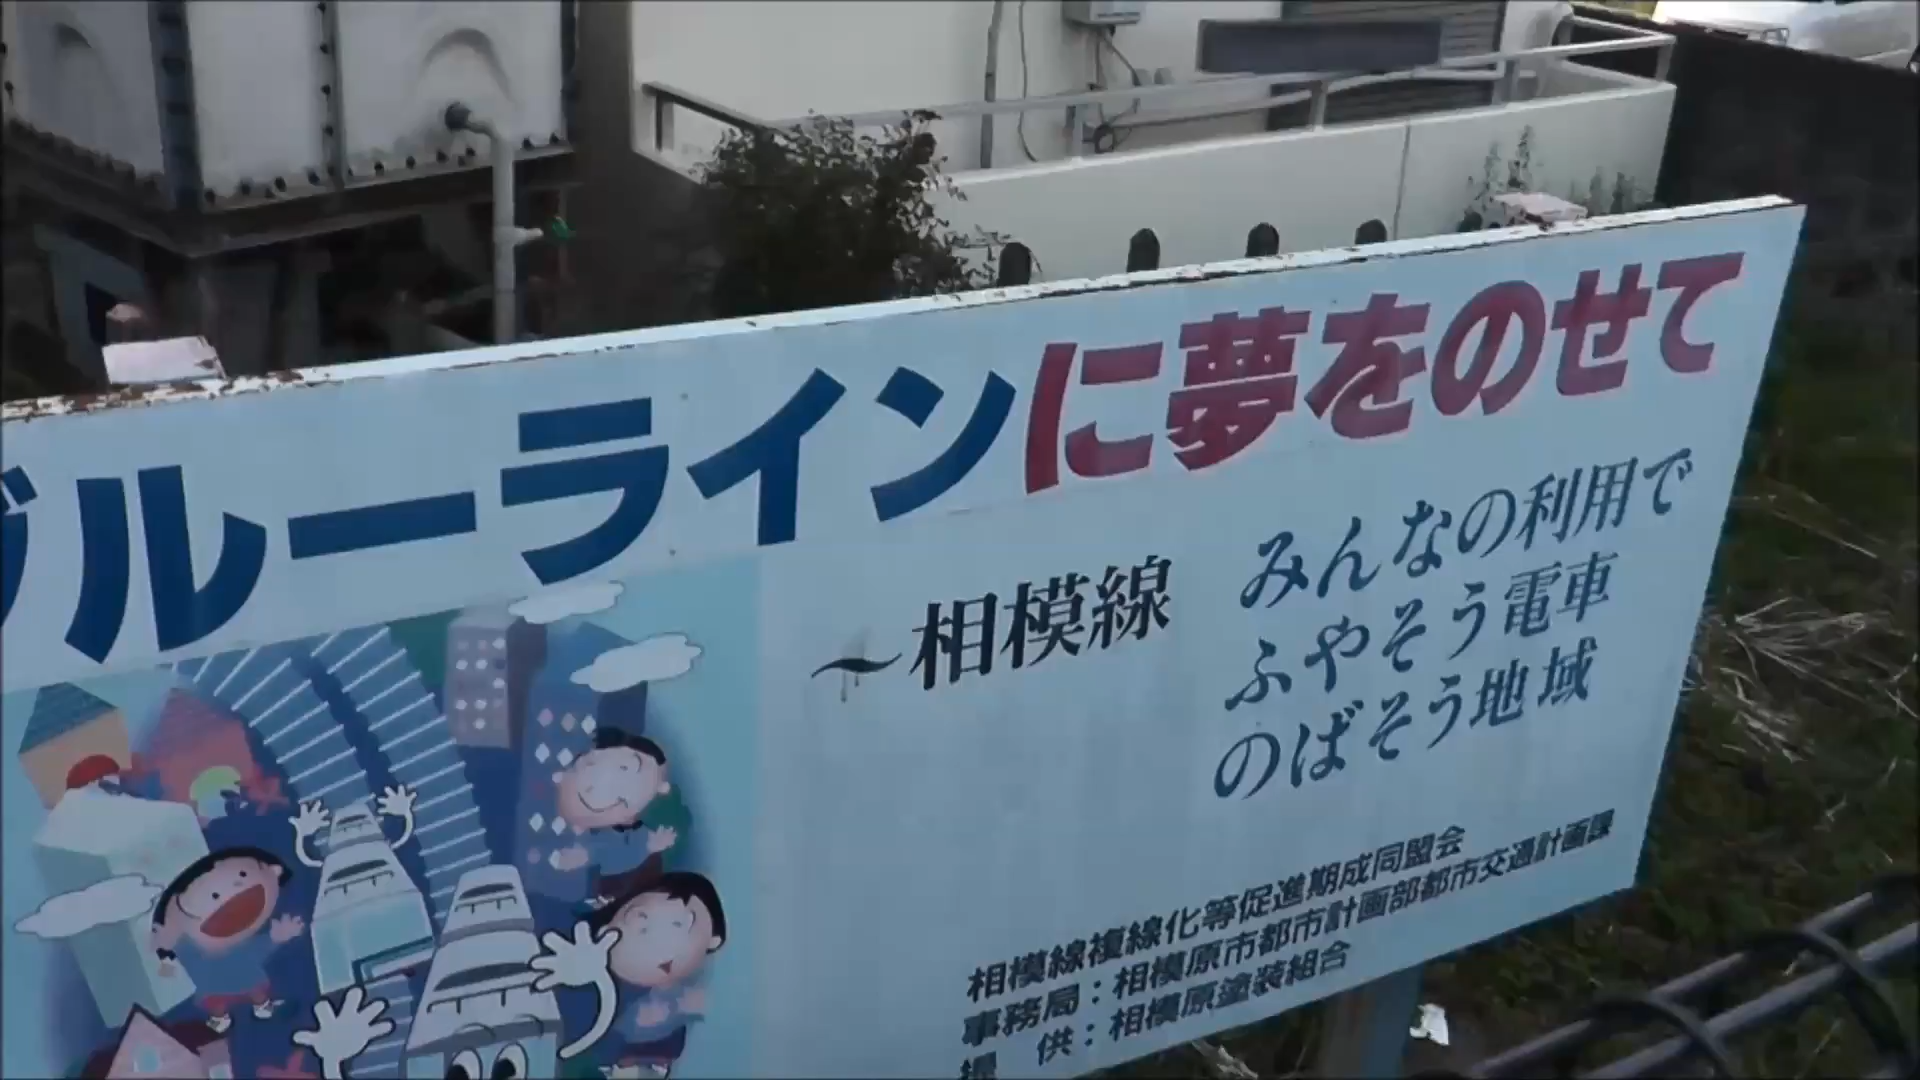 ブルーラインに夢をのせて
~相模線
みんなの利用で
ふやそう電車
のばそう地域
相模線複線化等促進期成同盟会
事務局:相模原市都市計画部都市交通計画課
提 供:相模原塗装組合